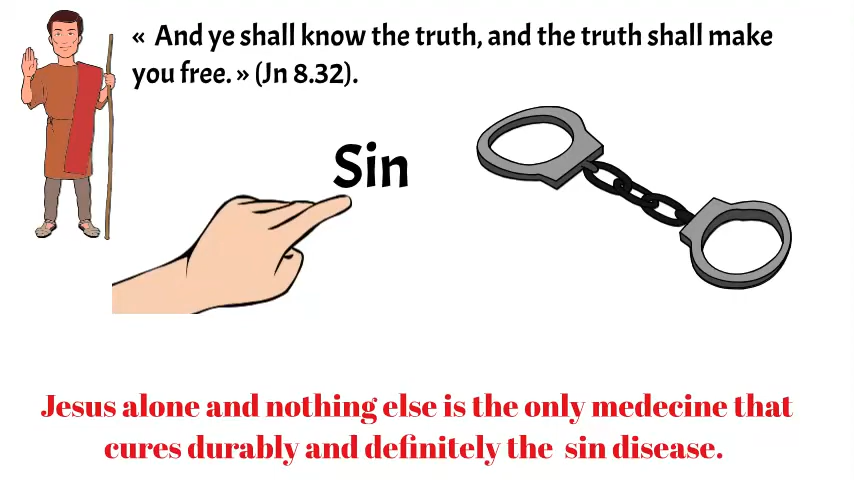 «  And ye shall know the truth, and the truth shall make
you free. » (Jn 8.32).
Sin
Jesus alone and nothing else is the only medecine that
cures durably and definitely the  sin disease.